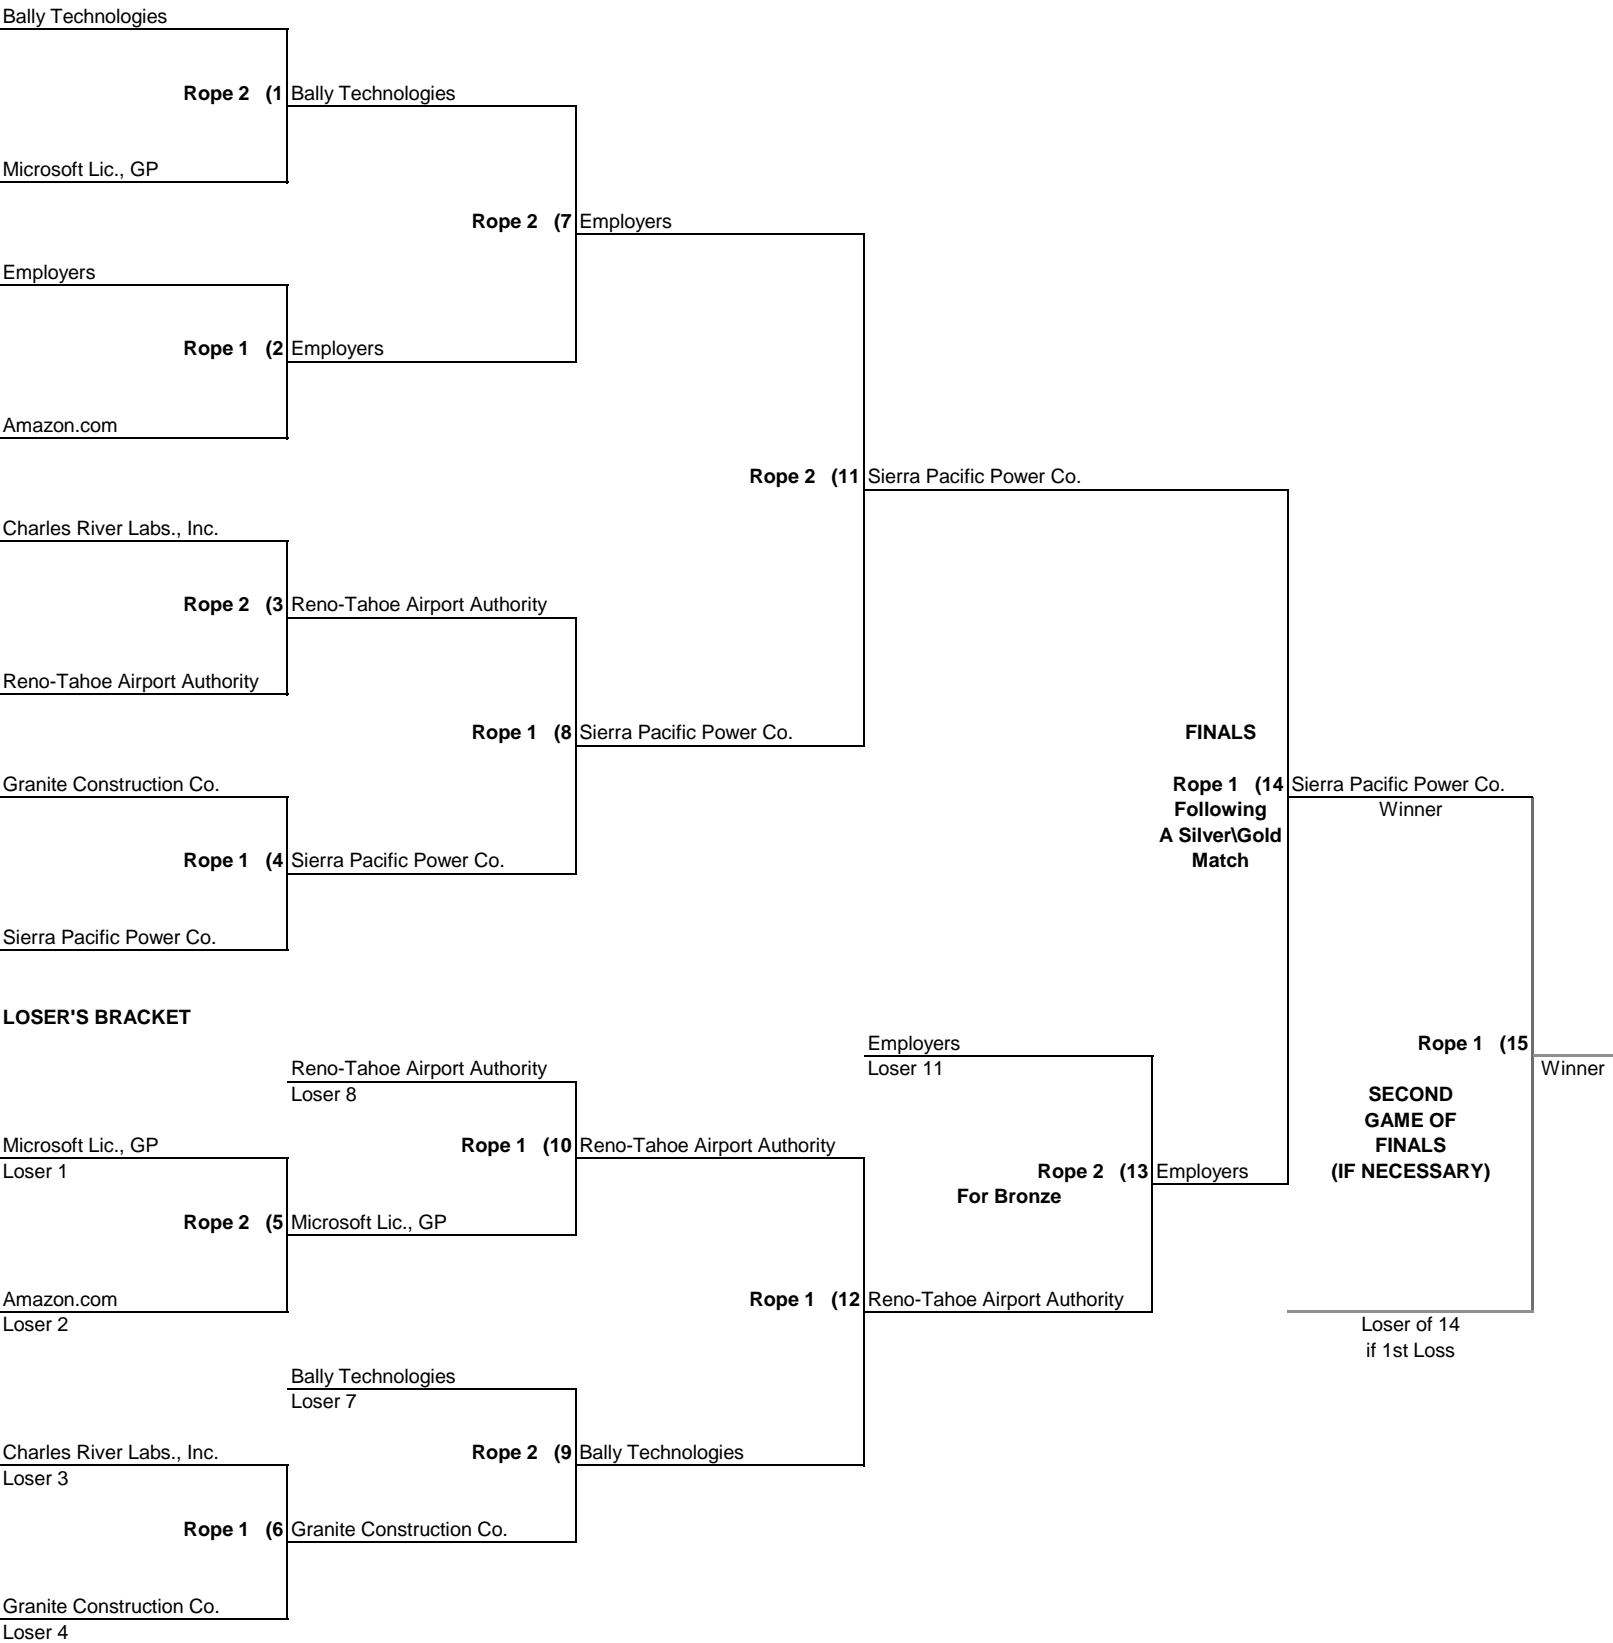 Bally Technologies
Rope 2 (1 Bally Technologies
Microsoft Lic., GP
Rope 2 (7 Employers
Employers
Rope 1 (2 Employers
Amazon.com
Rope 2 (11 Sierra Pacific Power Co.
Charles River Labs., Inc.
Rope 2 (3 Reno-Tahoe Airport Authority
Reno-Tahoe Airport Authority
Rope 1 (8 Sierra Pacific Power Co.
FINALS
Granite Construction Co.
Rope 1 (14 Sierra Pacific Power Co.
Following
Winner
A Silver\Gold
Match
Rope 1 (4 Sierra Pacific Power Co.
Sierra Pacific Power Co.
LOSER'S BRACKET
Employers
Loser 11
Rope 1 (15
Winner
Reno-Tahoe Airport Authority
Loser 8
SECOND
GAME OF
FINALS
(IF NECESSARY)
Microsoft Lic., GP
Loser 1
Rope 1 (10 Reno-Tahoe Airport Authority
Rope 2 (13 Employers
For Bronze
Rope 2 (5 Microsoft Lic., GP
Amazon.com
Loser 2
Rope 1 (12 Reno-Tahoe Airport Authority
Loser of 14
if 1st Loss
Bally Technologies
Loser 7
Charles River Labs., Inc.
Loser 3
Rope 2 (9 Bally Technologies
Rope 1 (6 Granite Construction Co.
Granite Construction Co.
Loser 4